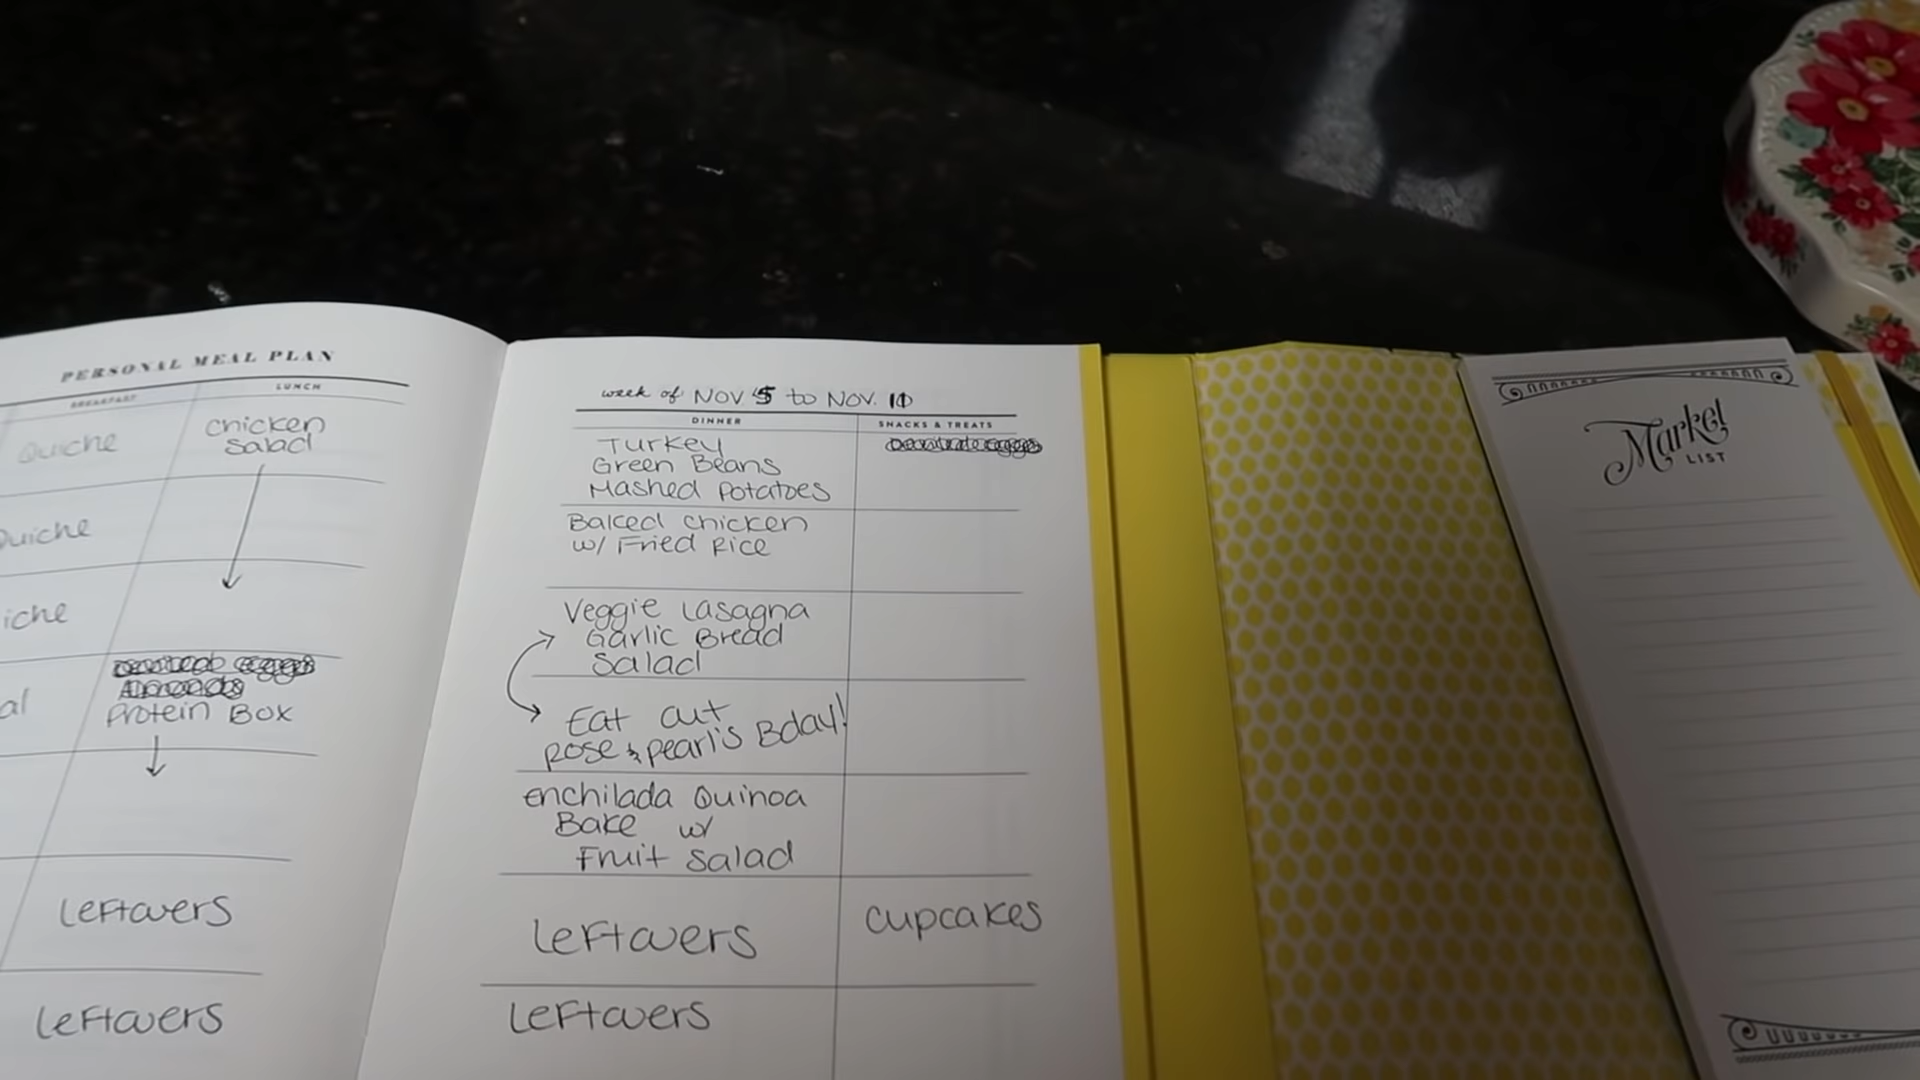 PERSONAL MEAL PLAN
BREAKFAST
LUNCH
Quiche
chicken
salad
Quiche
iche
al
Protein Box
Leftovers
Leftovers
week of Nov 5 to Nov.
DINNER
SNACKS & TREATS
Turkey
Green Beans
Mashed Potatoes
Baked chicken
w/ Fried Rice
Veggie Lasagna
Garlic Bread
Salad
Eat out
Rose & pearl's Bday!
enchilada Quinoa
Bake w/
Fruit Salad
Leftovers
cupcakes
Leftovers
Market
LIST